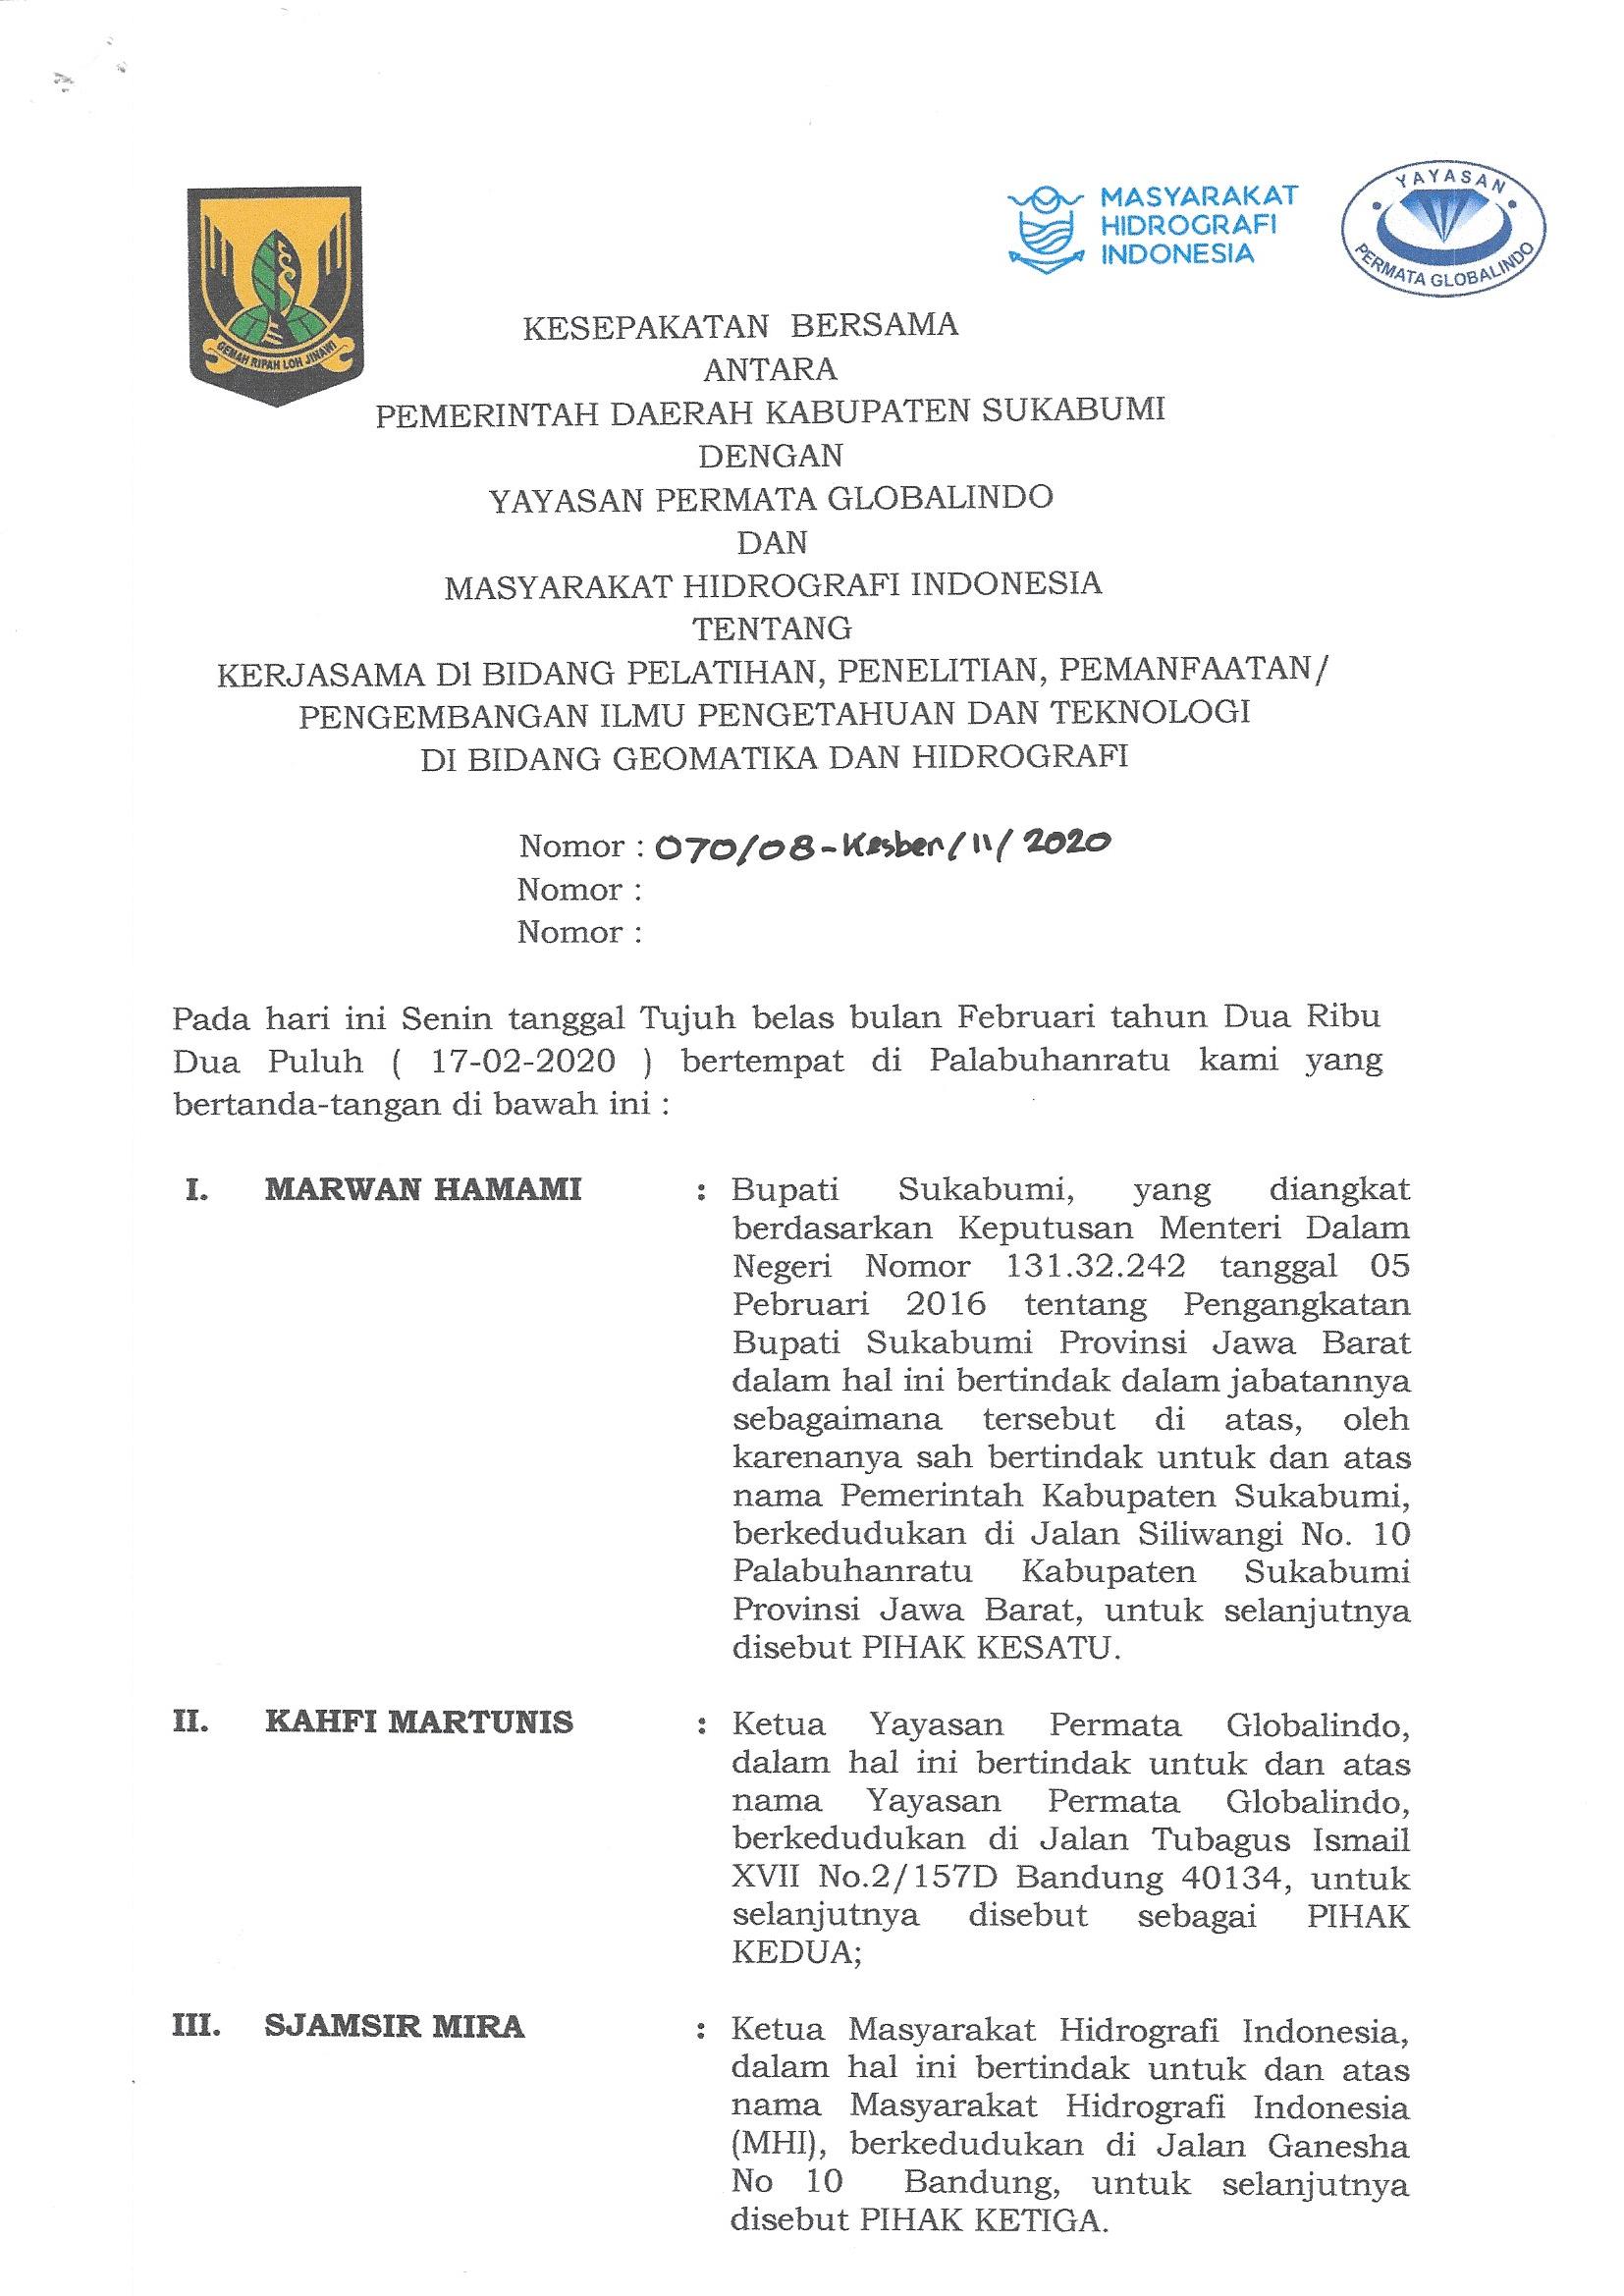 MASYARAKAT
HIDROGRAFI
INDONESIA
YAYASAN
PERMATA GLOBALINDO
GEMAH RIPAH LOH JINAWI
KESEPAKATAN BERSAMA
ANTARA
PEMERINTAH DAERAH KABUPATEN SUKABUMI
DENGAN
YAYASAN PERMATA GLOBALINDO
DAN
MASYARAKAT HIDROGRAFI INDONESIA
TENTANG
KERJASAMA Dl BIDANG PELATIHAN, PENELITIAN, PEMANFAATAN/
PENGEMBANGAN ILMU PENGETAHUAN DAN TEKNOLOGI
DI BIDANG GEOMATIKA DAN HIDROGRAFI
Nomor : 070/08-Kesber/II/2020
Nomor :
Nomor :
Pada hari ini Senin tanggal Tujuh belas bulan Februari tahun Dua Ribu
Dua Puluh ( 17-02-2020 ) bertempat di Palabuhanratu kami yang
bertanda-tangan di bawah ini :
I. MARWAN HAMAMI : Bupati Sukabumi, yang diangkat
berdasarkan Keputusan Menteri Dalam
Negeri Nomor 131.32.242 tanggal 05
Pebruari 2016 tentang Pengangkatan
Bupati Sukabumi Provinsi Jawa Barat
dalam hal ini bertindak dalam jabatannya
sebagaimana tersebut di atas, oleh
karenanya sah bertindak untuk dan atas
nama Pemerintah Kabupaten Sukabumi,
berkedudukan di Jalan Siliwangi No. 10
Palabuhanratu Kabupaten Sukabumi
Provinsi Jawa Barat, untuk selanjutnya
disebut PIHAK KESATU.
II. KAHFI MARTUNIS : Ketua Yayasan Permata Globalindo,
dalam hal ini bertindak untuk dan atas
nama Yayasan Permata Globalindo,
berkedudukan di Jalan Tubagus Ismail
XVII No.2/157D Bandung 40134, untuk
selanjutnya disebut sebagai PIHAK
KEDUA;
III. SJAMSIR MIRA : Ketua Masyarakat Hidrografi Indonesia,
dalam hal ini bertindak untuk dan atas
nama Masyarakat Hidrografi Indonesia
(MHI), berkedudukan di Jalan Ganesha
No 10 Bandung, untuk selanjutnya
disebut PIHAK KETIGA.